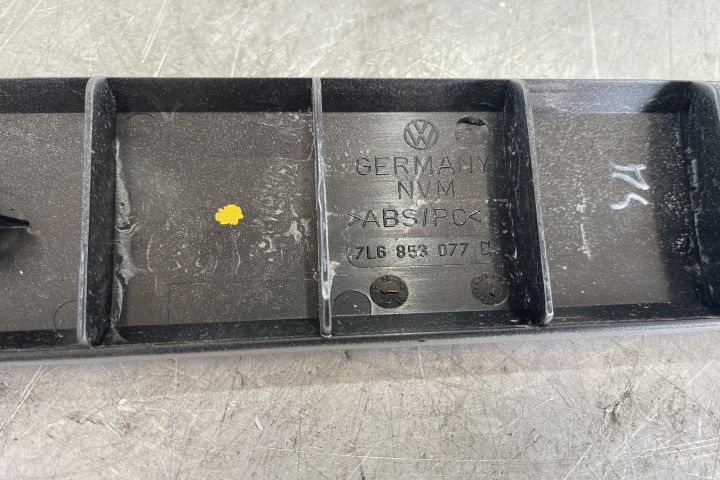 GERMANY
NVM
>ABS/PC<
7L6 853 077